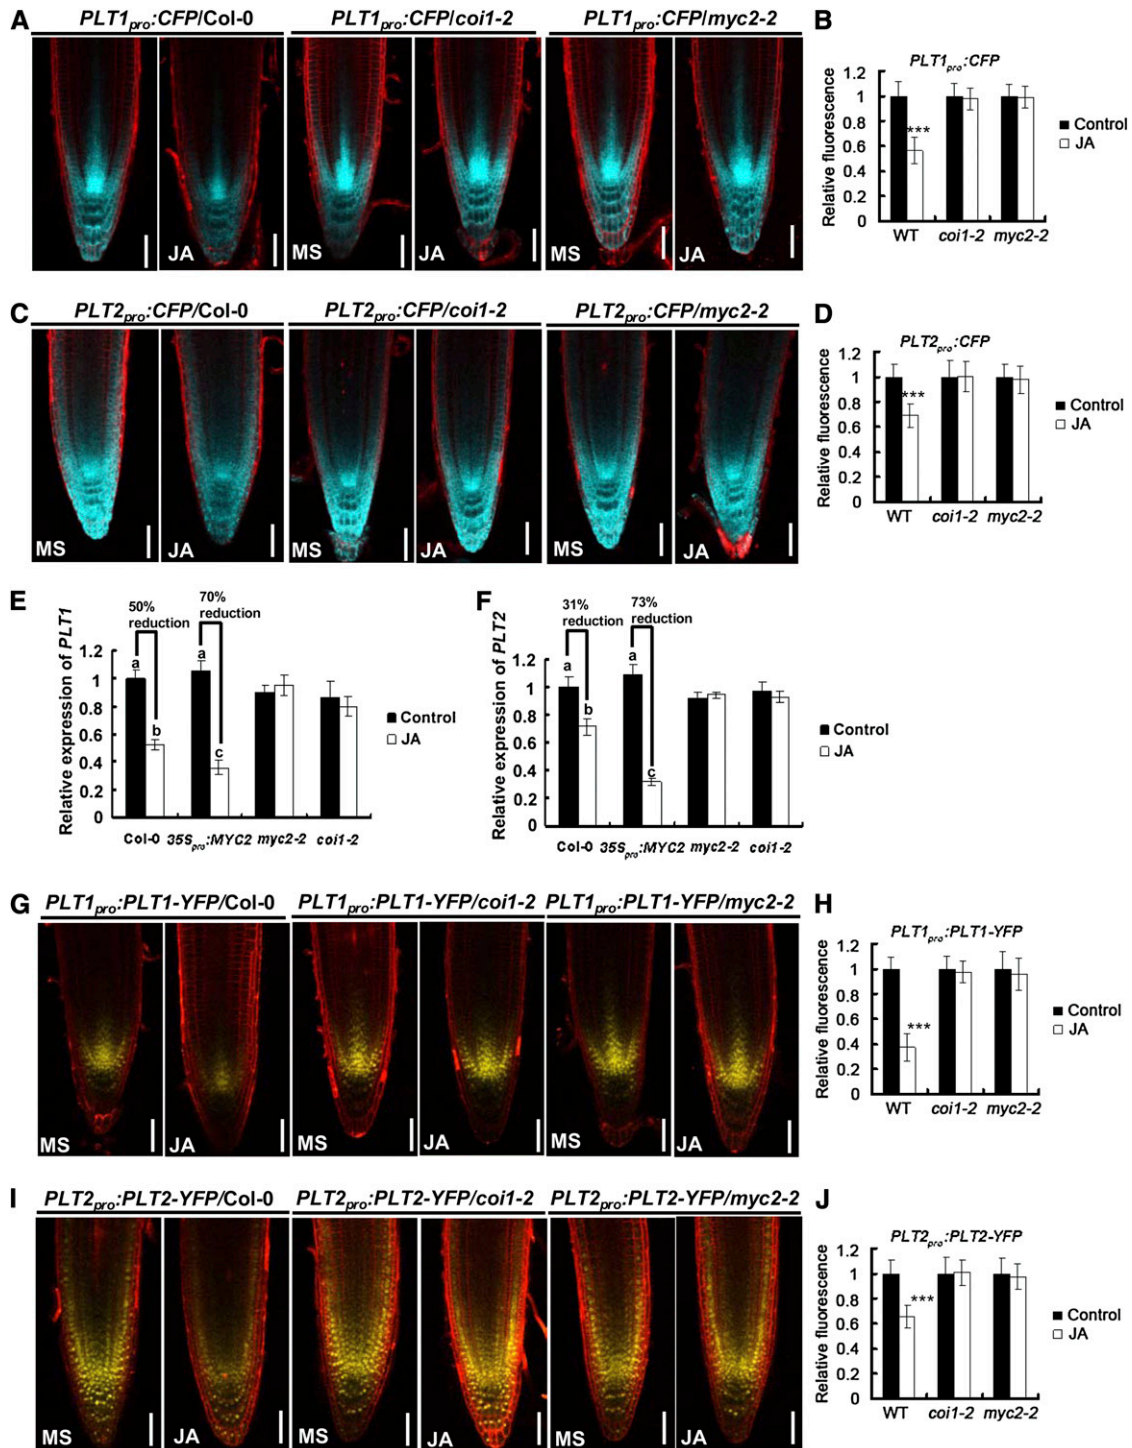 A
PLT1pro:CFP/Col-0
PLT1pro:CFP/coi1-2
PLT1pro:CFP/myc2-2
MS
JA
MS
JA
MS
JA
B
PLT1pro:CFP
Relative fluorescence
1.2
1
0.8
0.6
0.4
0.2
0
***
WT
coi1-2
myc2-2
Control
JA
C
PLT2pro:CFP/Col-0
PLT2pro:CFP/coi1-2
PLT2pro:CFP/myc2-2
MS
JA
MS
JA
MS
JA
D
PLT2pro:CFP
Relative fluorescence
1.2
1
0.8
0.6
0.4
0.2
0
***
WT
coi1-2
myc2-2
Control
JA
E
50%
reduction
70%
reduction
Relative expression of PLT1
1.2
1
0.8
0.6
0.4
0.2
0
a
b
a
c
Col-0
35Spro:MYC2
myc2-2
coi1-2
Control
JA
F
31%
reduction
73%
reduction
Relative expression of PLT2
1.2
1
0.8
0.6
0.4
0.2
0
a
b
a
c
Col-0
35Spro:MYC2
myc2-2
coi1-2
Control
JA
G
PLT1pro:PLT1-YFP/Col-0
PLT1pro:PLT1-YFP/coi1-2
PLT1pro:PLT1-YFP/myc2-2
MS
JA
MS
JA
MS
JA
H
PLT1pro:PLT1-YFP
Relative fluorescence
1.2
1
0.8
0.6
0.4
0.2
0
***
WT
coi1-2
myc2-2
Control
JA
I
PLT2pro:PLT2-YFP/Col-0
PLT2pro:PLT2-YFP/coi1-2
PLT2pro:PLT2-YFP/myc2-2
MS
JA
MS
JA
MS
JA
J
PLT2pro:PLT2-YFP
Relative fluorescence
1.2
1
0.8
0.6
0.4
0.2
0
***
WT
coi1-2
myc2-2
Control
JA